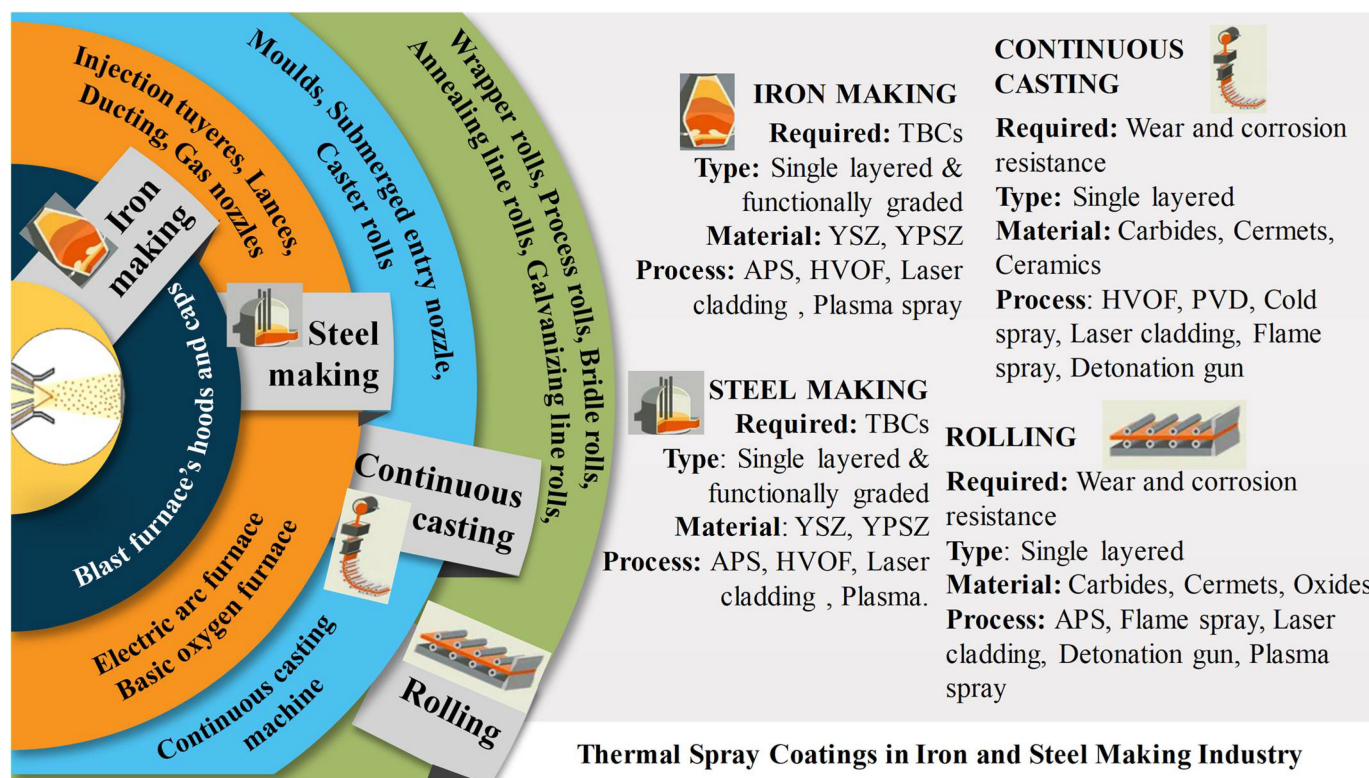 Wrapper rolls, Process rolls, Bridle rolls,
Annealing line rolls, Galvanizing line rolls,
Moulds, Submerged entry nozzle,
Caster rolls
Injection tuyeres, Lances,
Ducting, Gas nozzles
Iron
making
Blast furnace's hoods and caps
Steel
making
Electric arc furnace
Basic oxygen furnace
Continuous
casting
Continuous casting
machine
Rolling
IRON MAKING
Required: TBCs
Type: Single layered &
functionally graded
Material: YSZ, YPSZ
Process: APS, HVOF, Laser
cladding , Plasma spray
STEEL MAKING
Required: TBCs
Type: Single layered &
functionally graded
Material: YSZ, YPSZ
Process: APS, HVOF, Laser
cladding , Plasma.
CONTINUOUS
CASTING
Required: Wear and corrosion
resistance
Type: Single layered
Material: Carbides, Cermets,
Ceramics
Process: HVOF, PVD, Cold
spray, Laser cladding, Flame
spray, Detonation gun
ROLLING
Required: Wear and corrosion
resistance
Type: Single layered
Material: Carbides, Cermets, Oxides
Process: APS, Flame spray, Laser
cladding, Detonation gun, Plasma
spray
Thermal Spray Coatings in Iron and Steel Making Industry